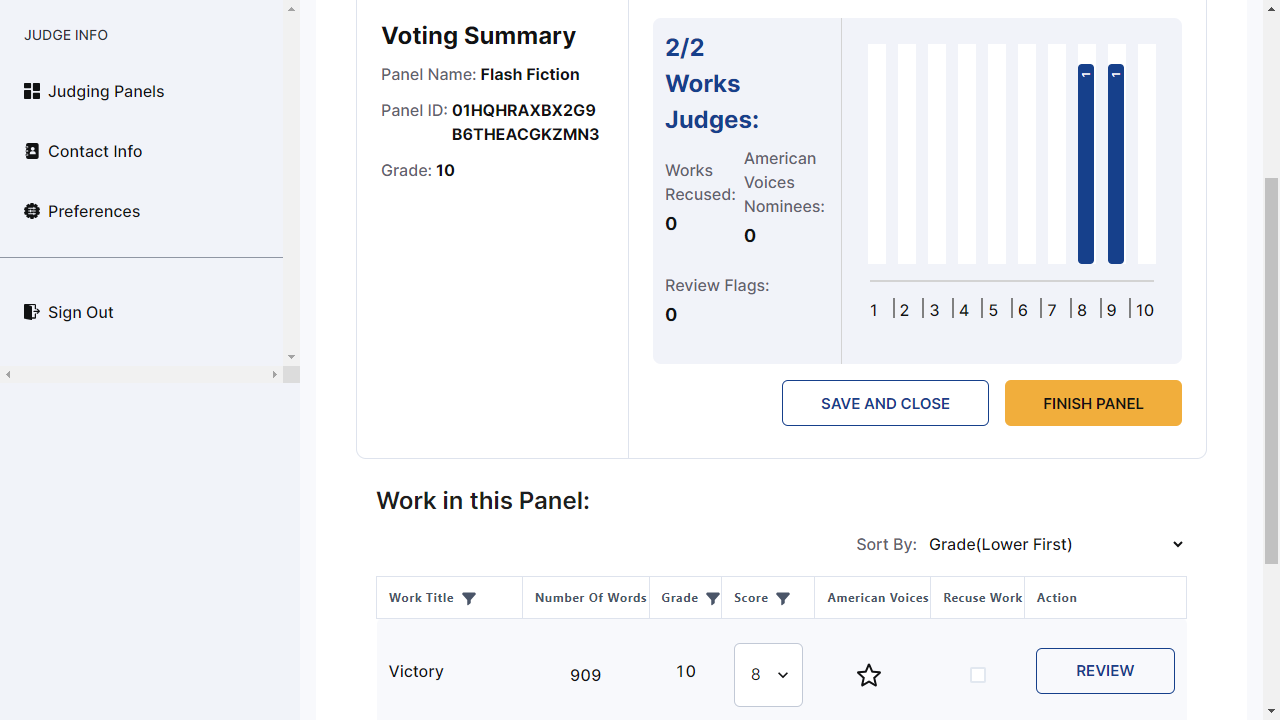 JUDGE INFO
Judging Panels
Contact Info
Preferences
Sign Out
Voting Summary
Panel Name: Flash Fiction
Panel ID: 01HQHRAXBX2G9
B6THEACGKZMN3
Grade: 10
2/2
Works
Judges:
Works
Recused:
0
American
Voices
Nominees:
0
Review Flags:
0
1 1
1 2 3 4 5 6 7 8 9 10
SAVE AND CLOSE
FINISH PANEL
Work in this Panel:
Sort By: Grade(Lower First)
Work Title Number Of Words Grade Score American Voices Recuse Work Action
Victory 909 10 8 REVIEW